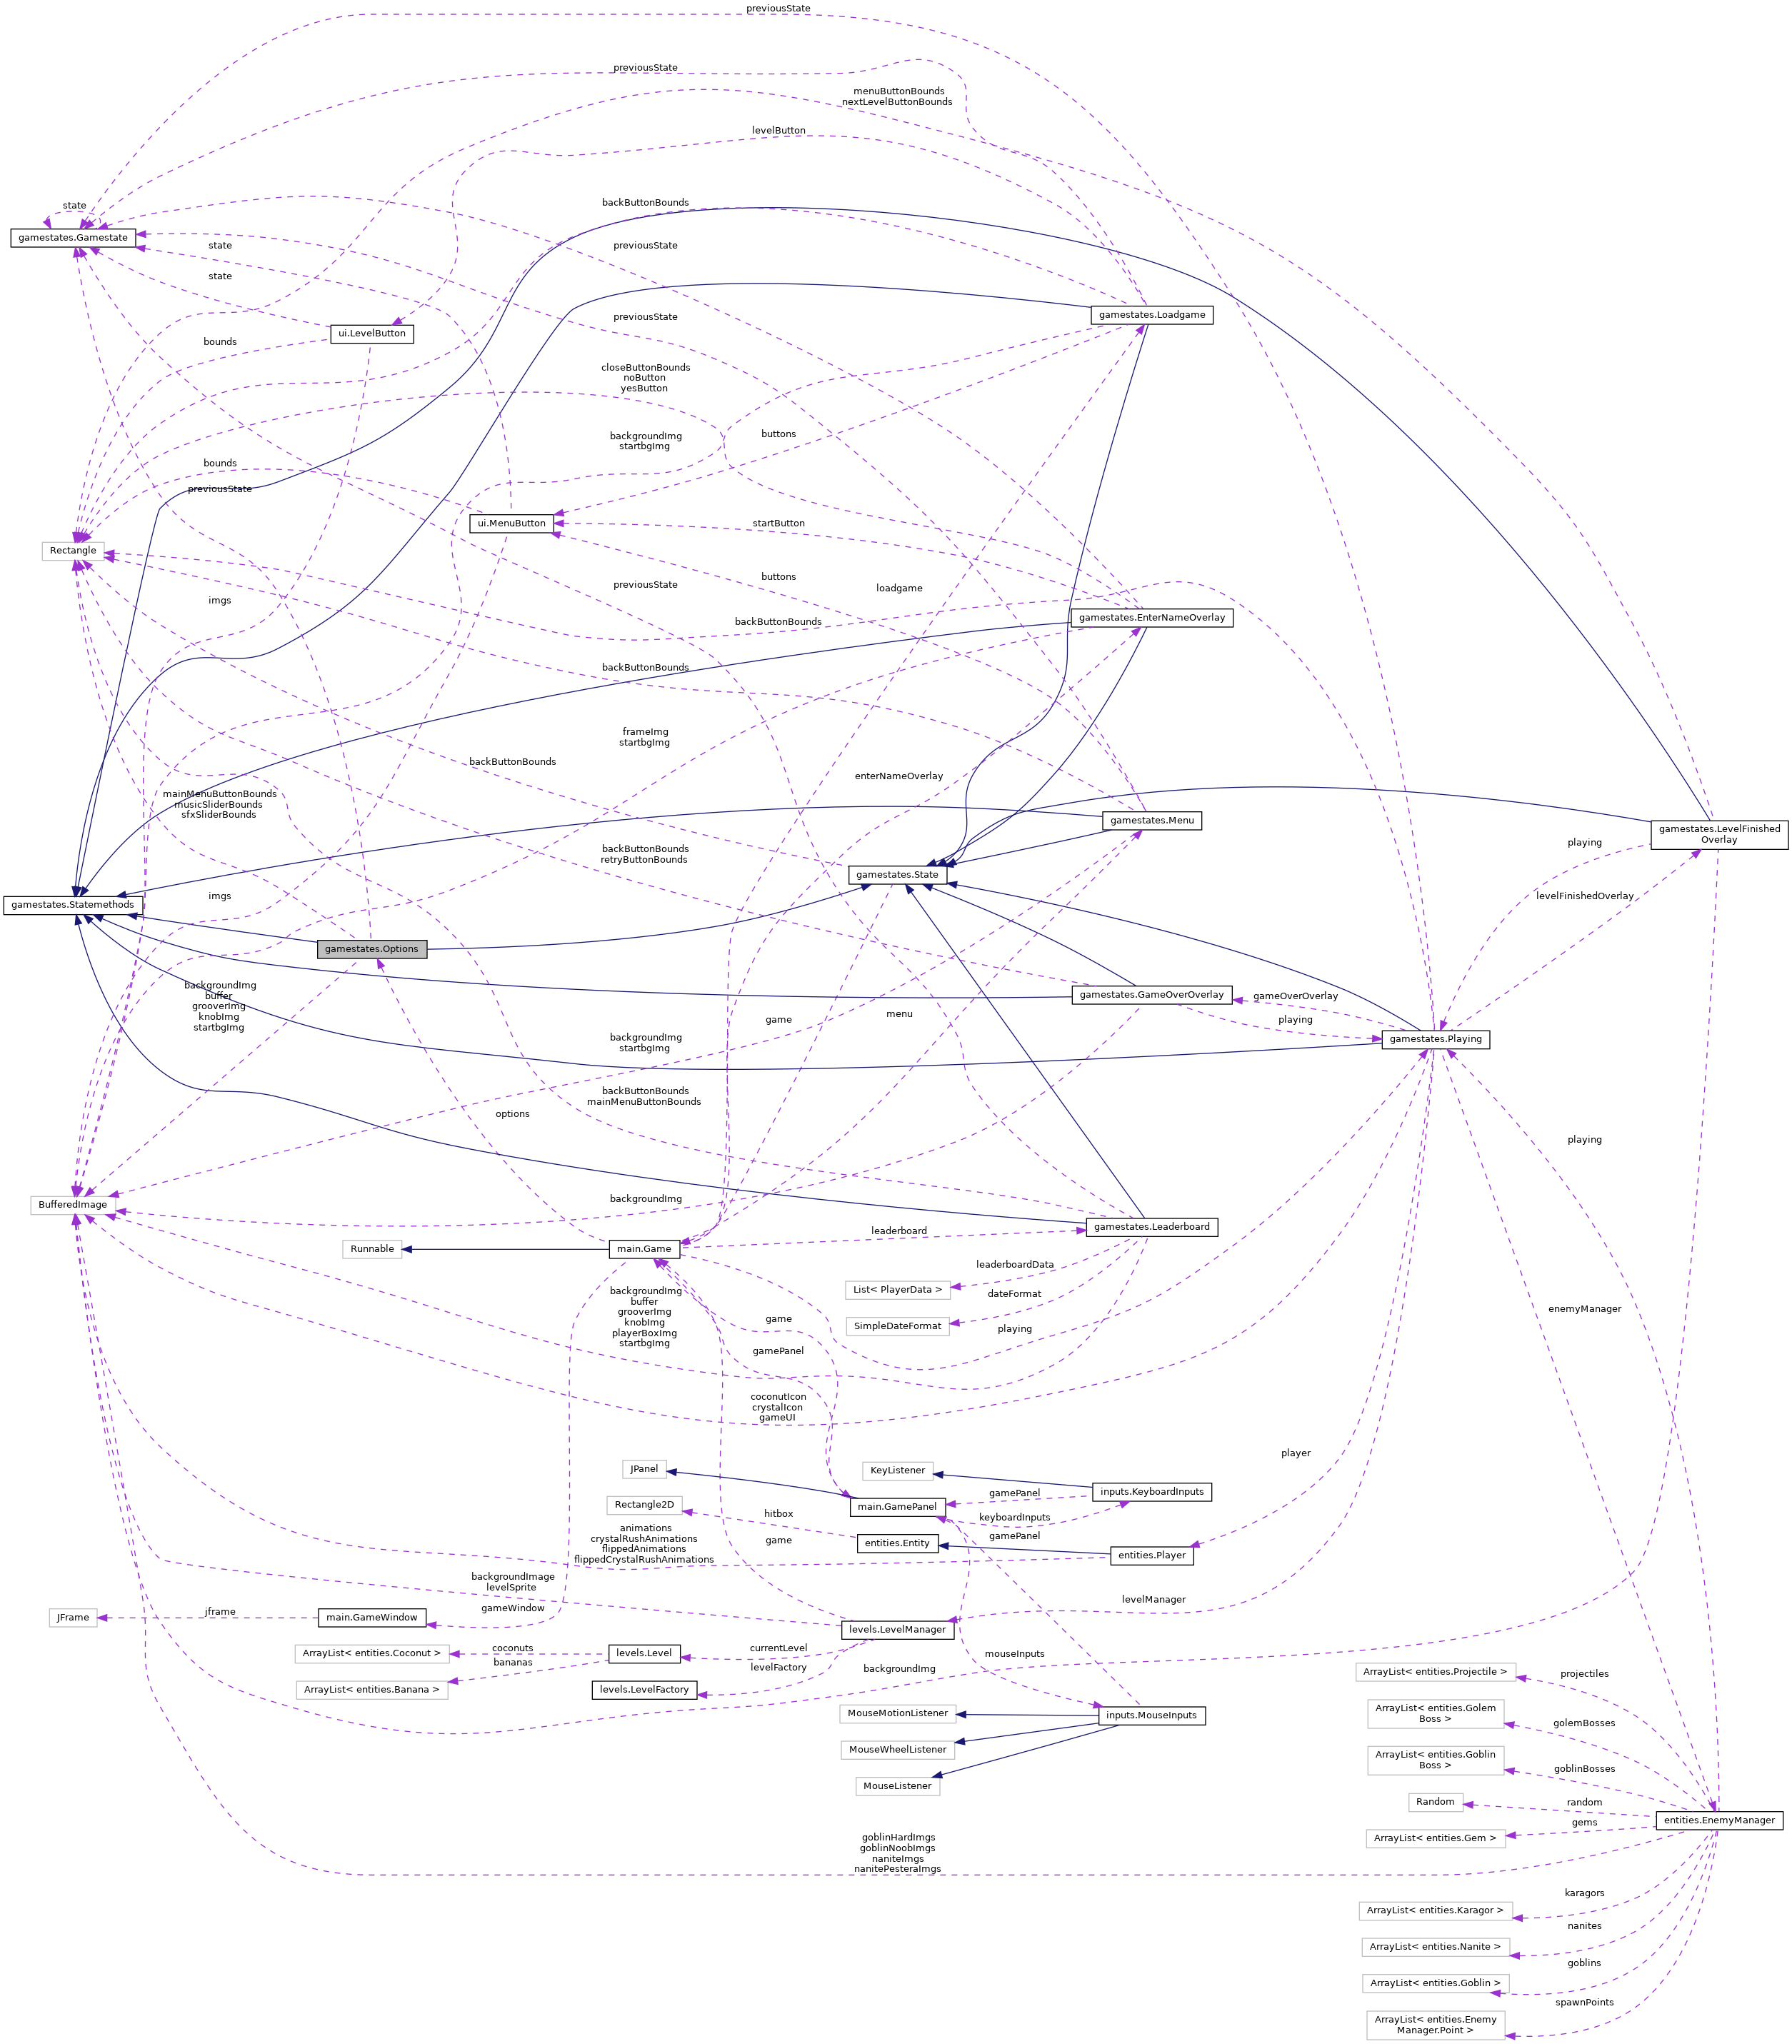 previousState
previousState
menuButtonBounds
nextLevelButtonBounds
levelButton
backButtonBounds
state
gamestates.Gamestate
state
previousState
state
gamestates.Loadgame
previousState
ui.LevelButton
bounds
closeButtonBounds
noButton
yesButton
backgroundImg
startbgImg
buttons
bounds
previousState
ui.MenuButton
startButton
Rectangle
buttons
previousState
loadgame
imgs
gamestates.EnterNameOverlay
backButtonBounds
backButtonBounds
frameImg
startbgImg
backButtonBounds
enterNameOverlay
mainMenuButtonBounds
musicSliderBounds
sfxSliderBounds
gamestates.Menu
gamestates.LevelFinished
Overlay
playing
backButtonBounds
retryButtonBounds
gamestates.State
imgs
levelFinishedOverlay
gamestates.Statemethods
gamestates.Options
backgroundImg
buffer
grooverImg
knobImg
startbgImg
gamestates.GameOverOverlay
gameOverOverlay
game
menu
playing
backgroundImg
startbgImg
gamestates.Playing
backButtonBounds
mainMenuButtonBounds
options
playing
BufferedImage
backgroundImg
leaderboard
gamestates.Leaderboard
Runnable
main.Game
leaderboardData
List< PlayerData >
backgroundImg
buffer
grooverImg
knobImg
playerBoxImg
startbgImg
dateFormat
enemyManager
game
SimpleDateFormat
playing
gamePanel
coconutIcon
crystalIcon
gameUI
player
JPanel
KeyListener
inputs.KeyboardInputs
gamePanel
Rectangle2D
main.GamePanel
hitbox
keyboardInputs
animations
crystalRushAnimations
flippedAnimations
flippedCrystalRushAnimations
game
entities.Entity
gamePanel
entities.Player
backgroundImage
levelSprite
levelManager
gameWindow
JFrame
jframe
main.GameWindow
levels.LevelManager
ArrayList< entities.Coconut >
coconuts
levels.Level
currentLevel
mouseInputs
bananas
levelFactory
backgroundImg
ArrayList< entities.Projectile >
projectiles
ArrayList< entities.Banana >
levels.LevelFactory
MouseMotionListener
inputs.MouseInputs
ArrayList< entities.Golem
Boss >
golemBosses
MouseWheelListener
ArrayList< entities.Goblin
Boss >
goblinBosses
MouseListener
Random
random
entities.EnemyManager
gems
ArrayList< entities.Gem >
goblinHardImgs
goblinNoobImgs
naniteImgs
nanitePesteraImgs
karagors
ArrayList< entities.Karagor >
nanites
ArrayList< entities.Nanite >
goblins
ArrayList< entities.Goblin >
spawnPoints
ArrayList< entities.Enemy
Manager.Point >